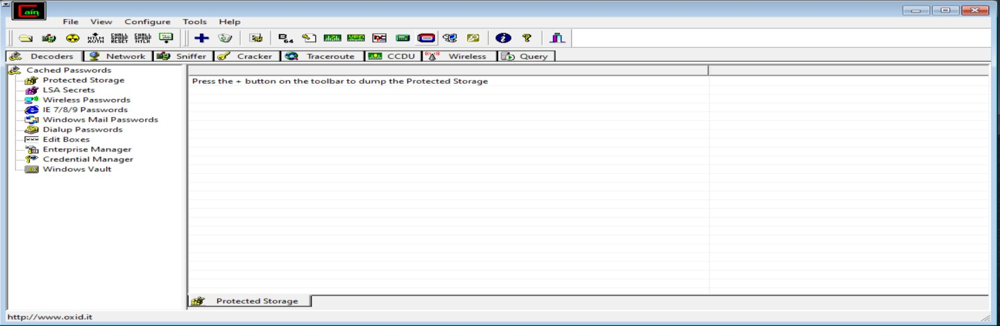 Cain
File View Configure Tools Help
NTLM AUTH CHALL SPOOF RESET CHALL SPOOF NTLM B 64
Decoders Network Sniffer Cracker Traceroute CCDU Wireless Query
Cached Passwords
Protected Storage
LSA Secrets
Wireless Passwords
IE 7/8/9 Passwords
Windows Mail Passwords
Dialup Passwords
Edit Boxes
Enterprise Manager
Credential Manager
Windows Vault
Press the + button on the toolbar to dump the Protected Storage
Protected Storage
http://www.oxid.it